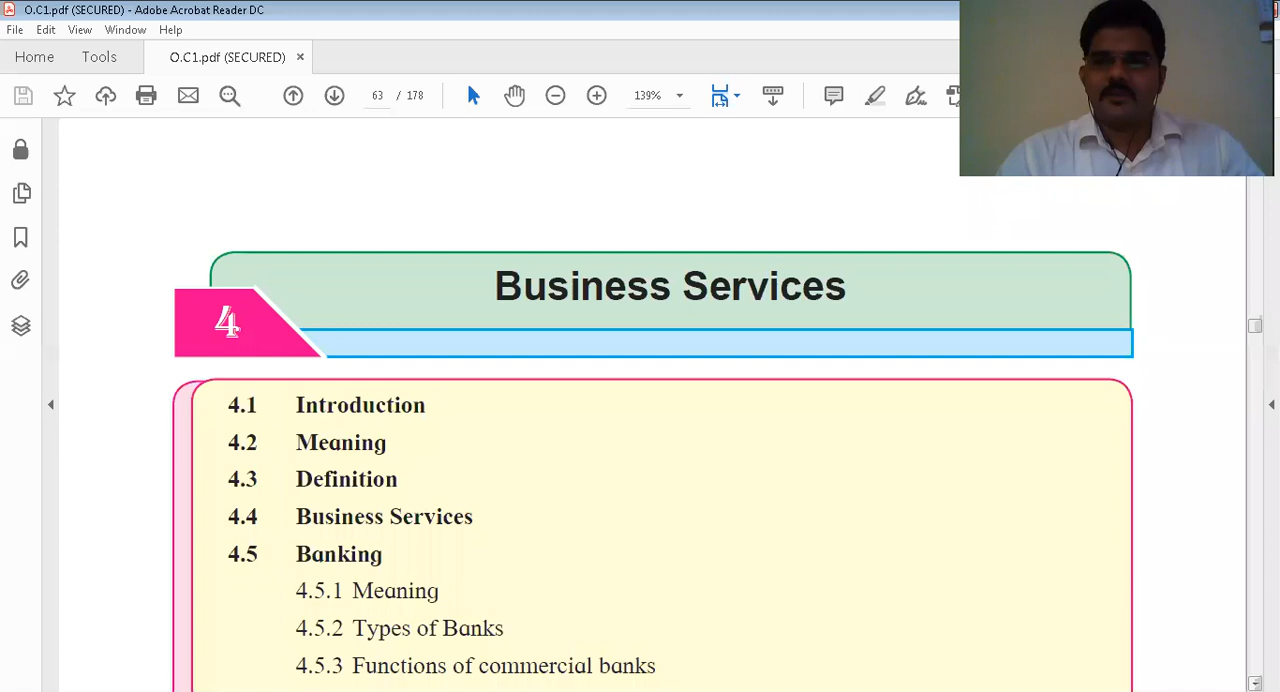 O.C1.pdf (SECURED) - Adobe Acrobat Reader DC
File Edit View Window Help
Home Tools O.C1.pdf (SECURED) ×
63 / 178 139%
Business Services
4
4.1 Introduction
4.2 Meaning
4.3 Definition
4.4 Business Services
4.5 Banking
4.5.1 Meaning
4.5.2 Types of Banks
4.5.3 Functions of commercial banks